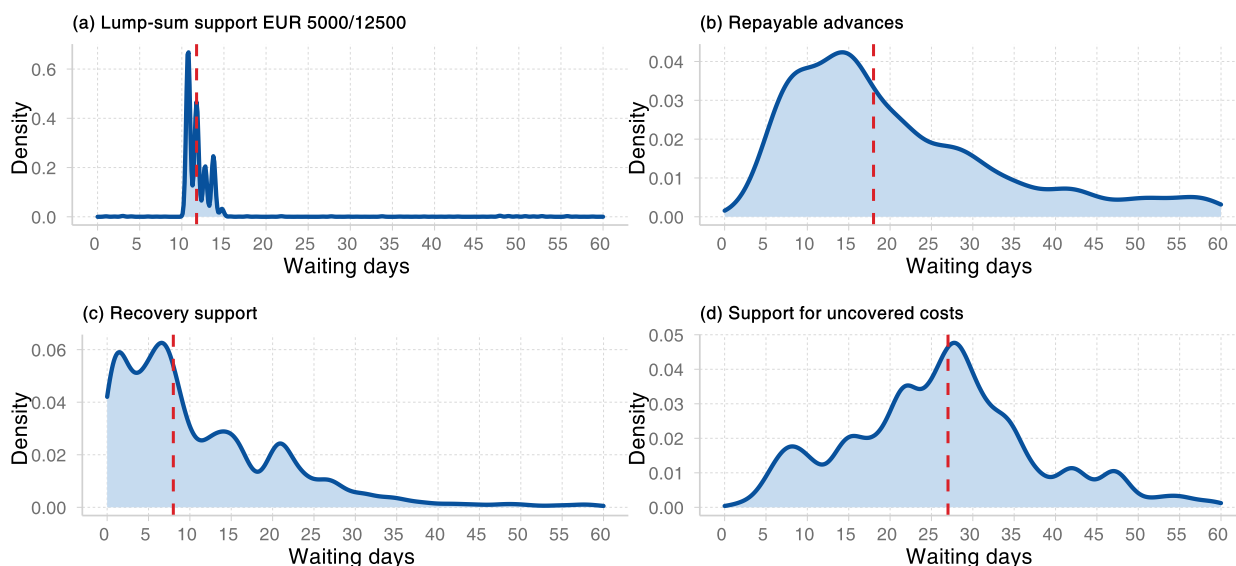 (a) Lump-sum support EUR 5000/12500
Density
0.6
0.4
0.2
0.0
0 5 10 15 20 25 30 35 40 45 50 55 60
Waiting days
(b) Repayable advances
Density
0.04
0.03
0.02
0.01
0.00
0 5 10 15 20 25 30 35 40 45 50 55 60
Waiting days
(c) Recovery support
Density
0.06
0.04
0.02
0.00
0 5 10 15 20 25 30 35 40 45 50 55 60
Waiting days
(d) Support for uncovered costs
Density
0.05
0.04
0.03
0.02
0.01
0.00
0 5 10 15 20 25 30 35 40 45 50 55 60
Waiting days